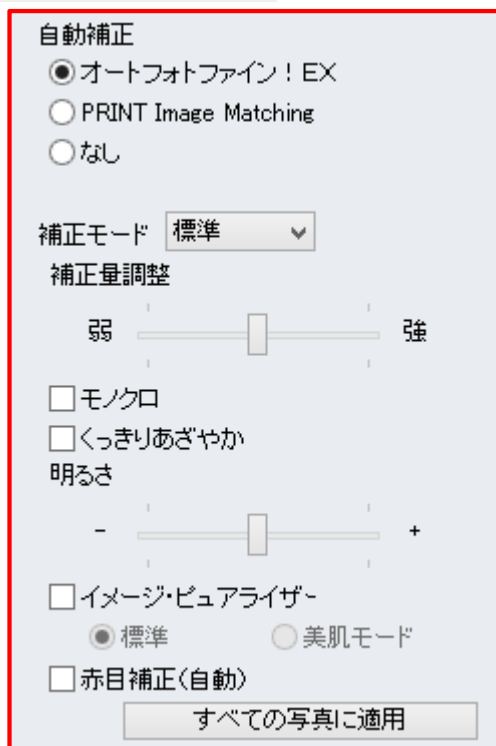 自動補正
オートフォトファイン！EX
PRINT Image Matching
なし
補正モード 標準
補正量調整
弱 強
モノクロ
くっきりあざやか
明るさ
- +
イメージ・ピュアライザー
標準 美肌モード
赤目補正(自動)
すべての写真に適用